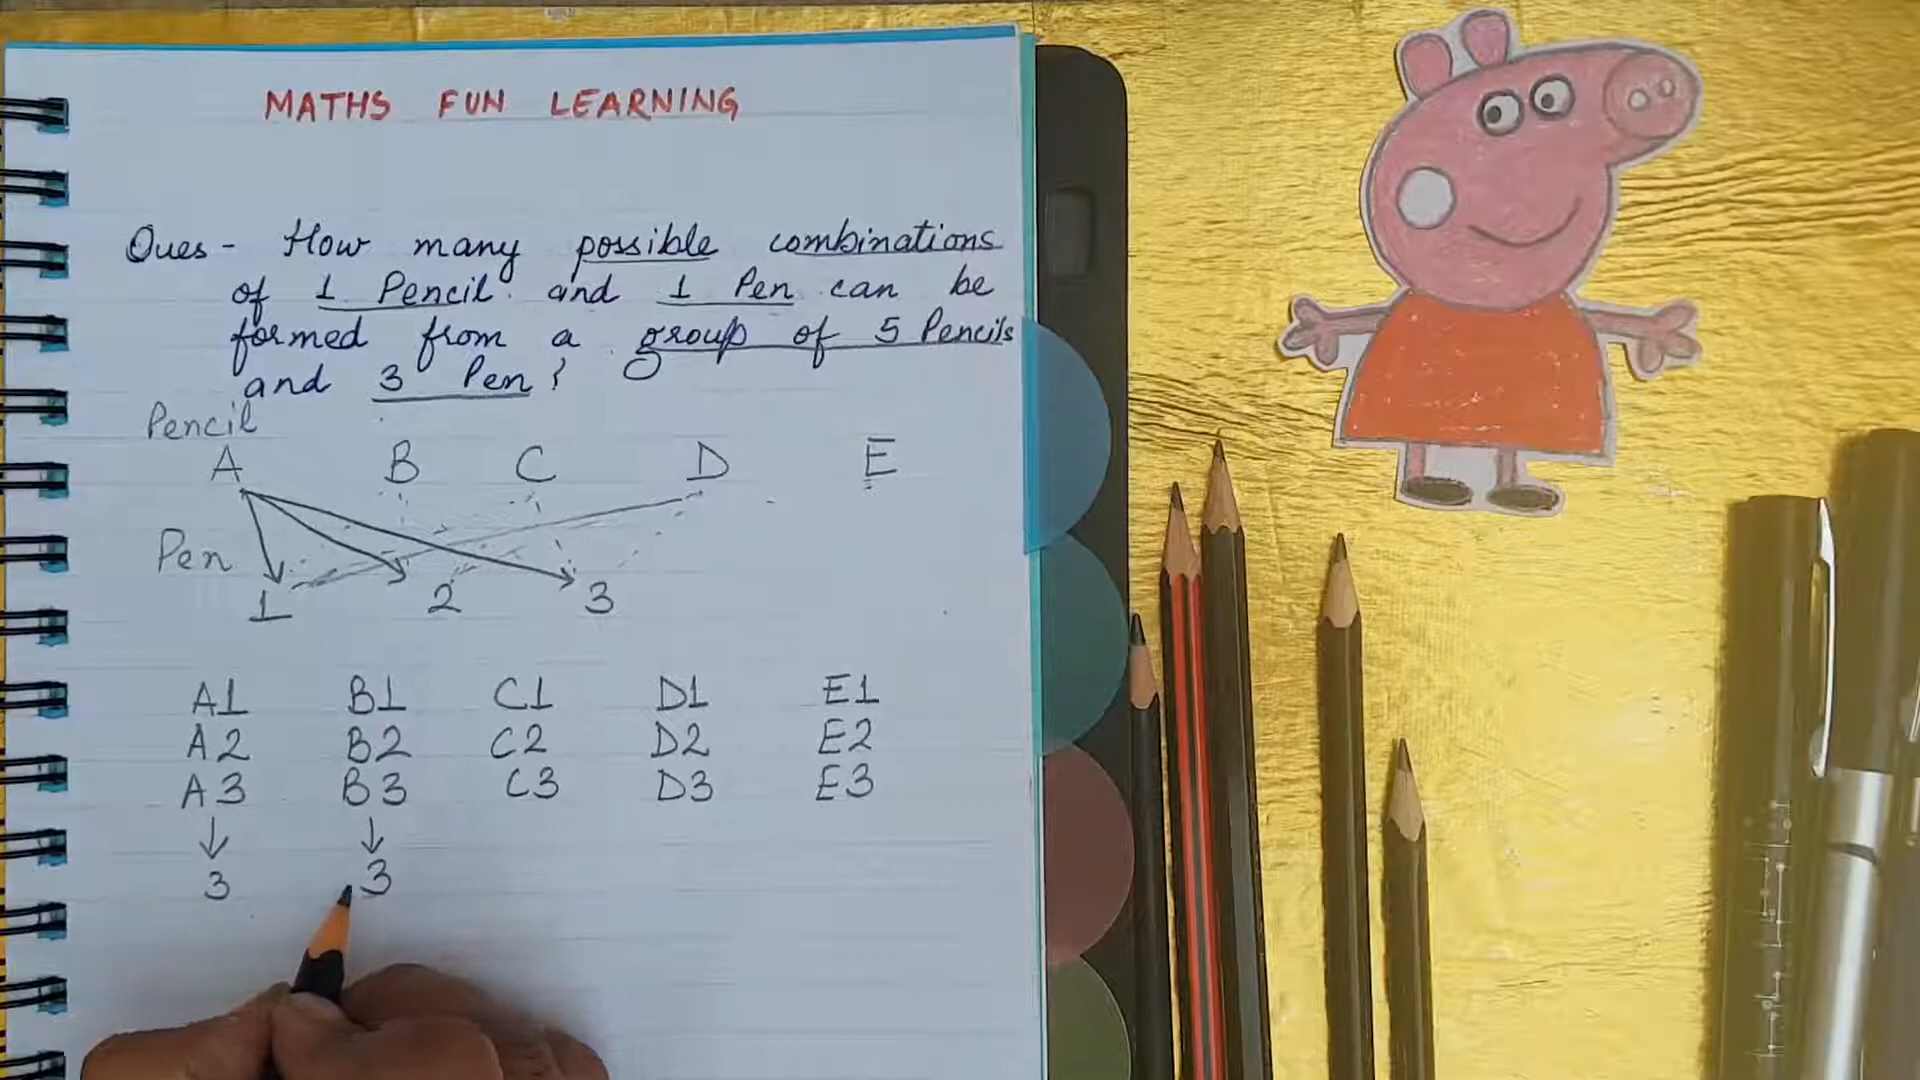 MATHS FUN LEARNING
Ques - How many possible combinations
of 1 Pencil and 1 Pen can be
formed from a group of 5 Pencils
and 3 Pen?
Pencil
A B C D E
Pen
1 2 3
A1 B1 C1 D1 E1
A2 B2 C2 D2 E2
A3 B3 C3 D3 E3
↓ ↓
3 3